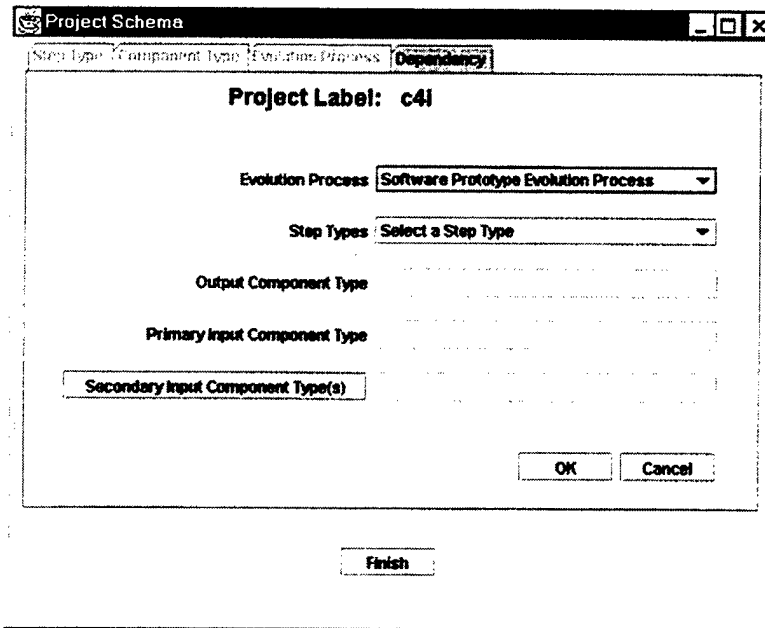 Project Schema
Step Type Component Type Evolution Process Dependency
Project Label: c4i
Evolution Process Software Prototype Evolution Process
Step Types Select a Step Type
Output Component Type
Primary Input Component Type
Secondary Input Component Type(s)
OK Cancel
Finish